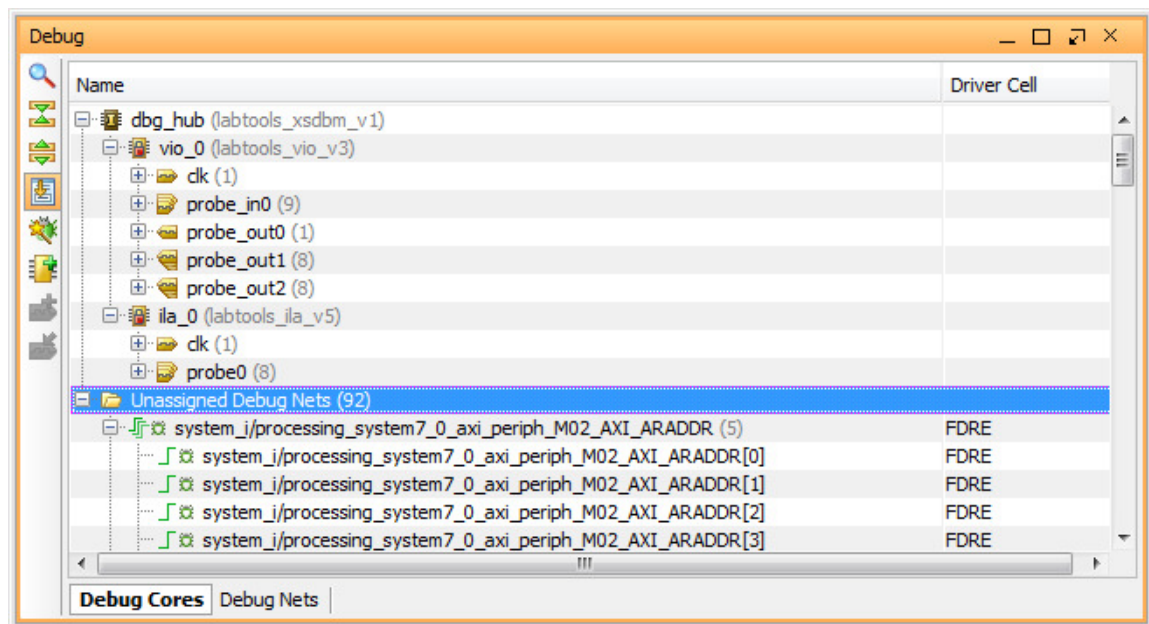 Debug
Name Driver Cell
dbg_hub (labtools_xsdbm_v1)
vio_0 (labtools_vio_v3)
clk (1)
probe_in0 (9)
probe_out0 (1)
probe_out1 (8)
probe_out2 (8)
ila_0 (labtools_ila_v5)
clk (1)
probe0 (8)
Unassigned Debug Nets (92)
system_i/processing_system7_0_axi_periph_M02_AXI_ARADDR (5) FDRE
system_i/processing_system7_0_axi_periph_M02_AXI_ARADDR[0] FDRE
system_i/processing_system7_0_axi_periph_M02_AXI_ARADDR[1] FDRE
system_i/processing_system7_0_axi_periph_M02_AXI_ARADDR[2] FDRE
system_i/processing_system7_0_axi_periph_M02_AXI_ARADDR[3] FDRE
Debug Cores Debug Nets